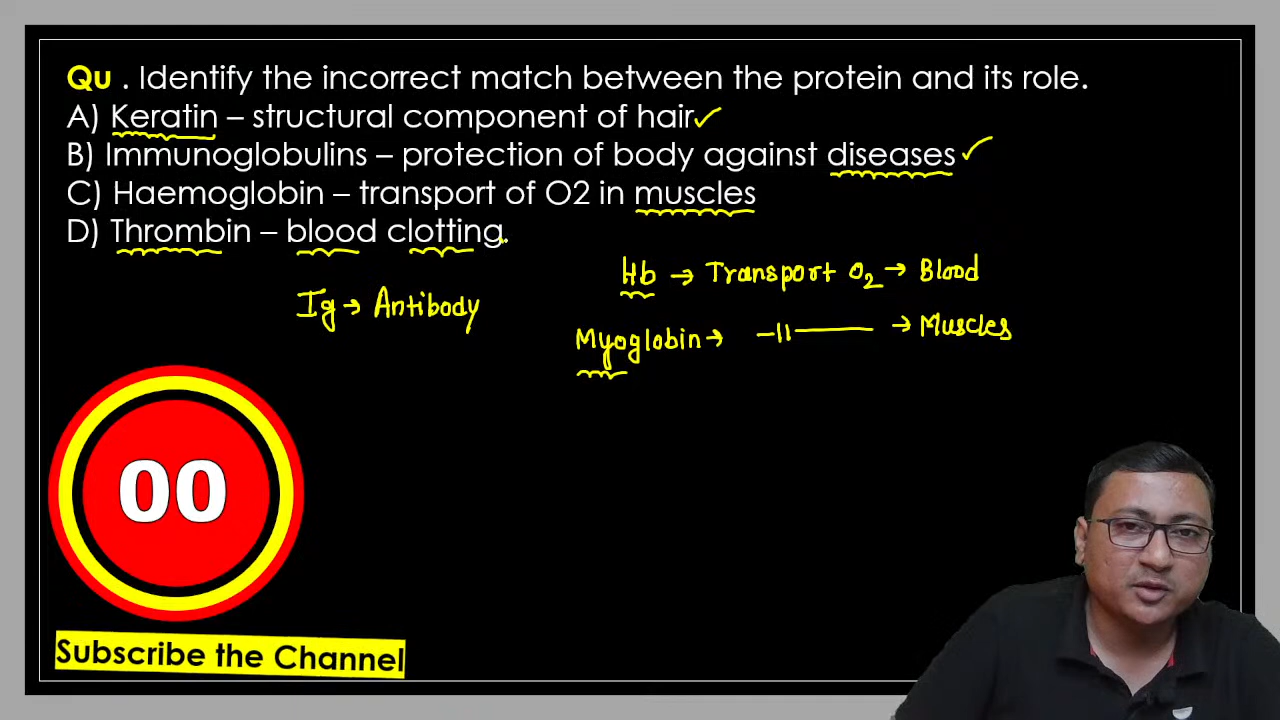 Qu . Identify the incorrect match between the protein and its role.
A) Keratin – structural component of hair
B) Immunoglobulins – protection of body against diseases
C) Haemoglobin – transport of O2 in muscles
D) Thrombin – blood clotting.
Hb → Transport O2 → Blood
Ig → Antibody
Myoglobin → –||— → Muscles
00
Subscribe the Channel